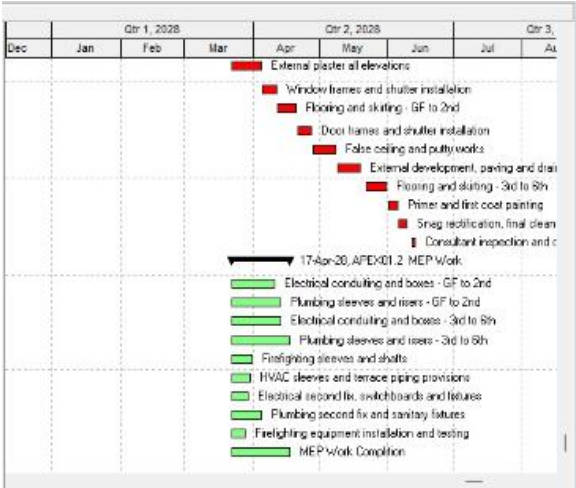 Qtr 1, 2028 Qtr 2, 2028 Qtr 3,
Dec Jan Feb Mar Apr May Jun Jul Au
External plaster all elevations
Window frames and shutter installation
Flooring and skirting - GF to 2nd
Door frames and shutter installation
False ceiling and putty works
External development, paving and drai
Flooring and skirting - 3rd to 6th
Primer and first coat painting
Snag rectification, final clean
Consultant inspection and c
17-Apr-28, APEX01.2 MEP Work
Electrical conduiting and boxes - GF to 2nd
Plumbing sleeves and risers - GF to 2nd
Electrical conduiting and boxes - 3rd to 6th
Plumbing sleeves and risers - 3rd to 6th
Firefighting sleeves and shafts
HVAC sleeves and terrace piping provisions
Electrical second fix, switchboards and fixtures
Plumbing second fix and sanitary fixtures
Firefighting equipment installation and testing
MEP Work Complition